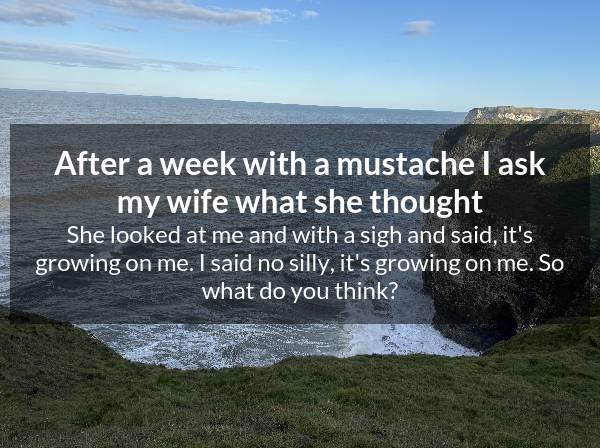 After a week with a mustache I ask
my wife what she thought
She looked at me and with a sigh and said, it's
growing on me. I said no silly, it's growing on me. So
what do you think?